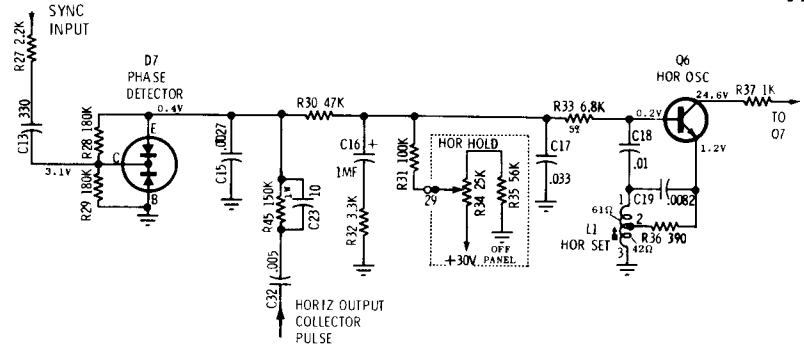 SYNC
INPUT
R27 2.2K
330
C13
D7
PHASE
DETECTOR
0.4V
E
C
B
3.1V
R28 180K
R29 180K
.0027
C15
R30 47K
R45 150K
1W
10
C23
.005
C32
HORIZ OUTPUT
COLLECTOR
PULSE
C16 +
1MF
R32 3.3K
R31 100K
29
HOR HOLD
R34 25K
R35 56K
+30V
OFF
PANEL
C17
.033
R33 6.8K
5%
0.2V
Q6
HOR OSC
24.6V
R37 1K
TO
Q7
1.2V
C18
.01
C19 .0082
1
61Ω
2
L1
HOR SET
R36 390
42Ω
3